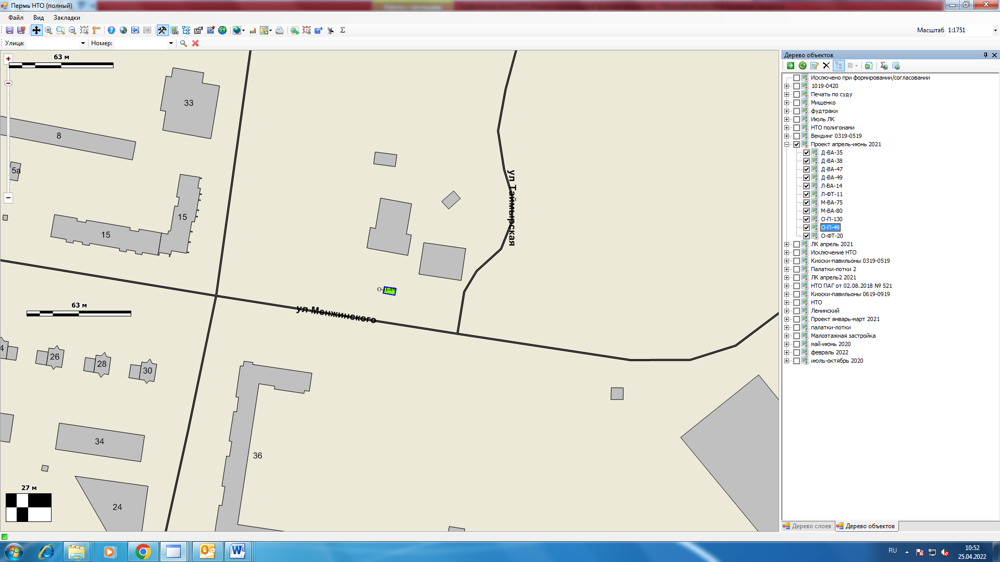 Пермь НТО (полный)
Файл Вид Закладки
Масштаб 1:1751
Улица: Номер:
63 м
33
8
5а
15
15
ул Таймырская
О-П-49
ул Менжинского
63 м
4
26
28
30
34
36
27 м
24
Дерево объектов
Исключено при формировании/согласовании
1019-0420
Печать по суду
Мищенко
фудтраки
Июль ЛК
НТО полигонами
Вендинг 0319-0519
Проект апрель-июнь 2021
Д-ВА-35
Д-ВА-38
Д-ВА-47
Д-ВА-49
Л-ВА-14
Л-ФТ-11
М-ВА-75
М-ВА-80
О-П-130
О-П-49
О-ФТ-20
ЛК апрель 2021
Исключение НТО
Киоски-павильоны 0319-0519
Палатки-лотки 2
ЛК апрель2 2021
НТО ПАГ от 02.08.2018 № 521
Киоски-павильоны 0619-0919
НТО
Ленинский
Проект январь-март 2021
палатки-лотки
Малоэтажная застройка
май-июнь 2020
февраль 2022
июль-октябрь 2020
Дерево слоев Дерево объектов
RU
10:52
25.04.2022